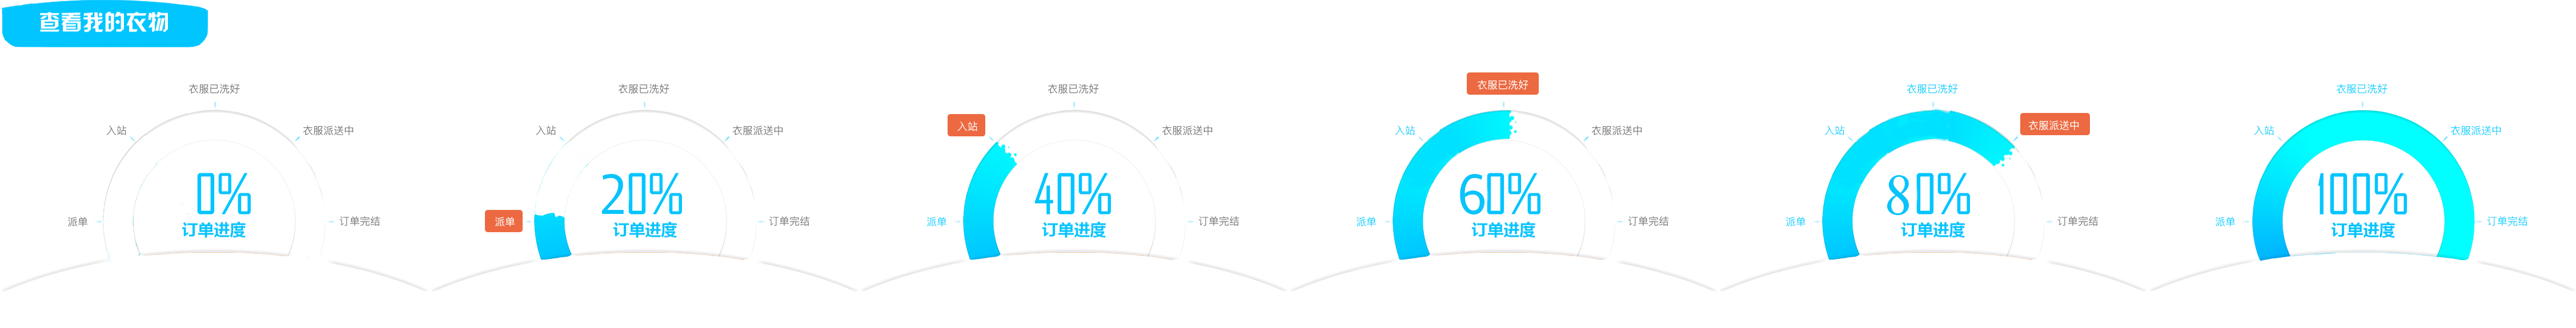 查看我的衣物
衣服已洗好
入站
衣服派送中
0%
派单
订单完结
订单进度
衣服已洗好
入站
衣服派送中
20%
派单
订单完结
订单进度
衣服已洗好
入站
衣服派送中
40%
派单
订单完结
订单进度
衣服已洗好
入站
衣服派送中
60%
派单
订单完结
订单进度
衣服已洗好
入站
衣服派送中
80%
派单
订单完结
订单进度
衣服已洗好
入站
衣服派送中
100%
派单
订单完结
订单进度